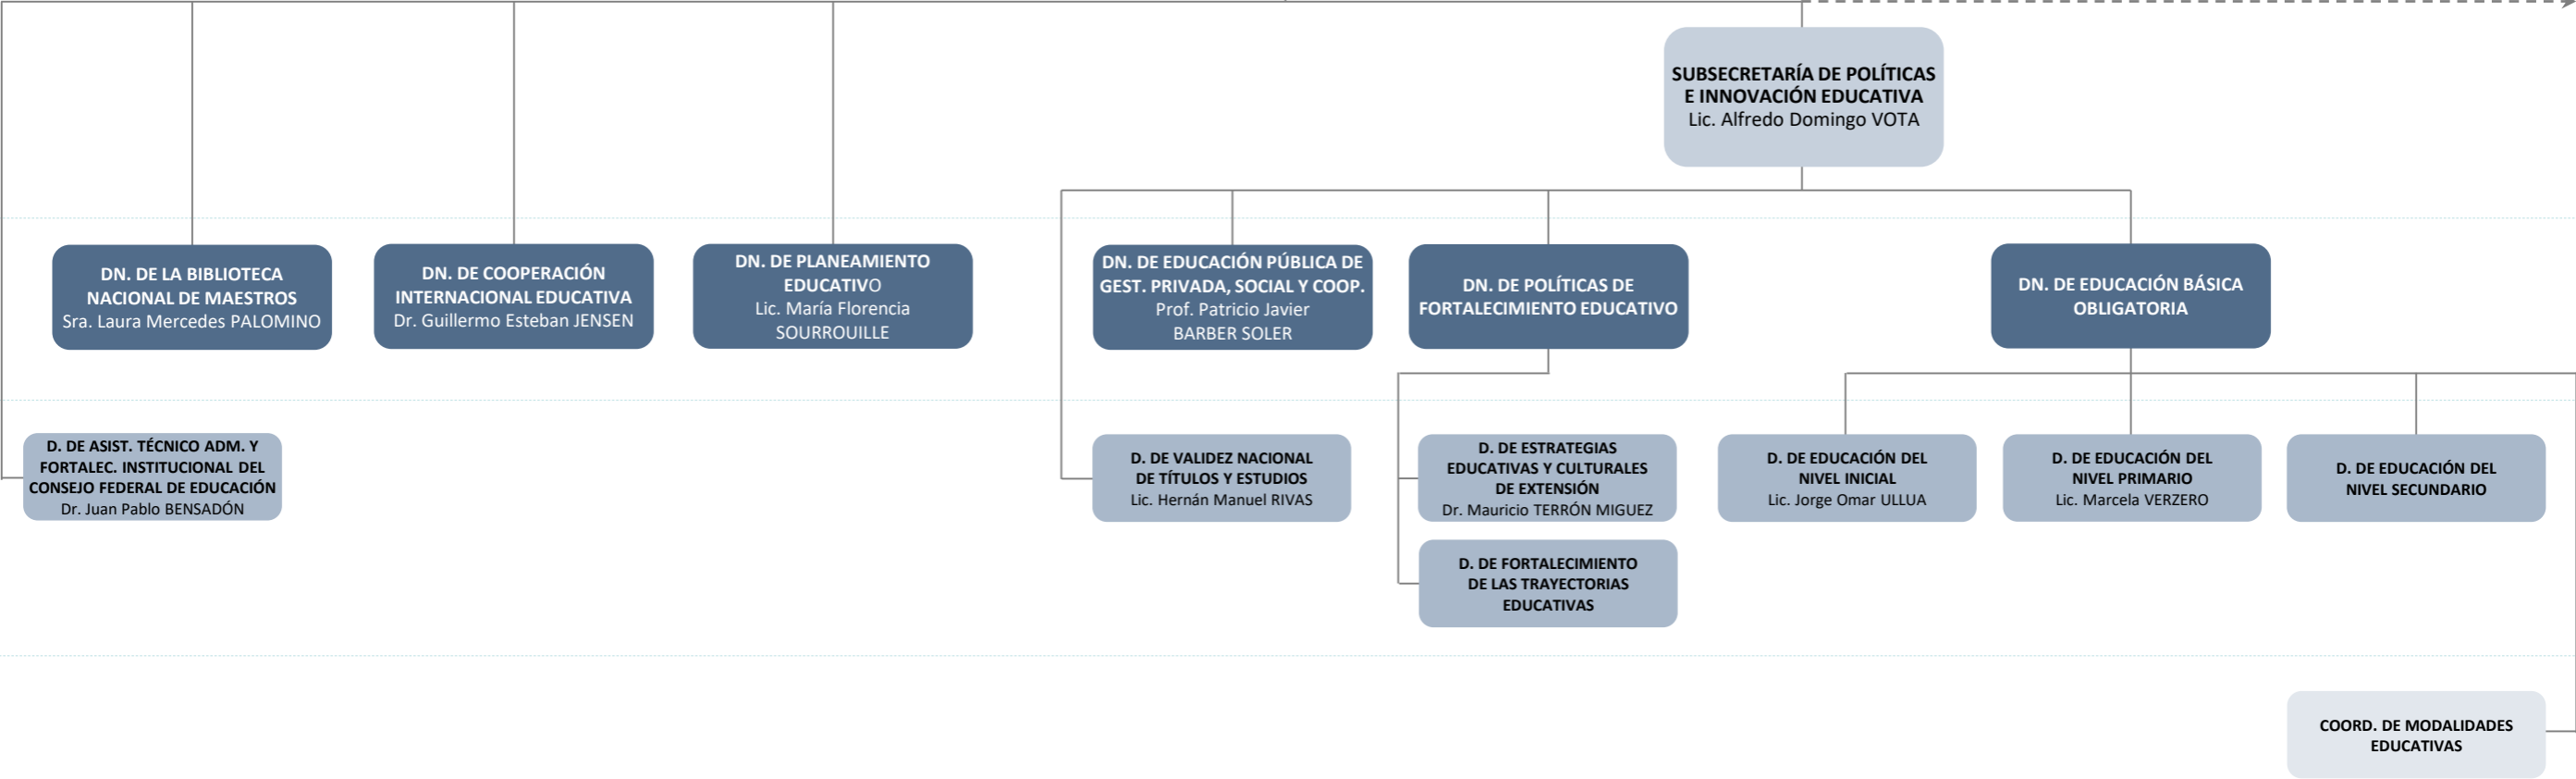 SUBSECRETARÍA DE POLÍTICAS
E INNOVACIÓN EDUCATIVA
Lic. Alfredo Domingo VOTA
DN. DE LA BIBLIOTECA
NACIONAL DE MAESTROS
Sra. Laura Mercedes PALOMINO
DN. DE COOPERACIÓN
INTERNACIONAL EDUCATIVA
Dr. Guillermo Esteban JENSEN
DN. DE PLANEAMIENTO
EDUCATIVO
Lic. María Florencia
SOURROUILLE
DN. DE EDUCACIÓN PÚBLICA DE
GEST. PRIVADA, SOCIAL Y COOP.
Prof. Patricio Javier
BARBER SOLER
DN. DE POLÍTICAS DE
FORTALECIMIENTO EDUCATIVO
DN. DE EDUCACIÓN BÁSICA
OBLIGATORIA
D. DE ASIST. TÉCNICO ADM. Y
FORTALEC. INSTITUCIONAL DEL
CONSEJO FEDERAL DE EDUCACIÓN
Dr. Juan Pablo BENSADÓN
D. DE VALIDEZ NACIONAL
DE TÍTULOS Y ESTUDIOS
Lic. Hernán Manuel RIVAS
D. DE ESTRATEGIAS
EDUCATIVAS Y CULTURALES
DE EXTENSIÓN
Dr. Mauricio TERRÓN MIGUEZ
D. DE EDUCACIÓN DEL
NIVEL INICIAL
Lic. Jorge Omar ULLUA
D. DE EDUCACIÓN DEL
NIVEL PRIMARIO
Lic. Marcela VERZERO
D. DE EDUCACIÓN DEL
NIVEL SECUNDARIO
D. DE FORTALECIMIENTO
DE LAS TRAYECTORIAS
EDUCATIVAS
COORD. DE MODALIDADES
EDUCATIVAS